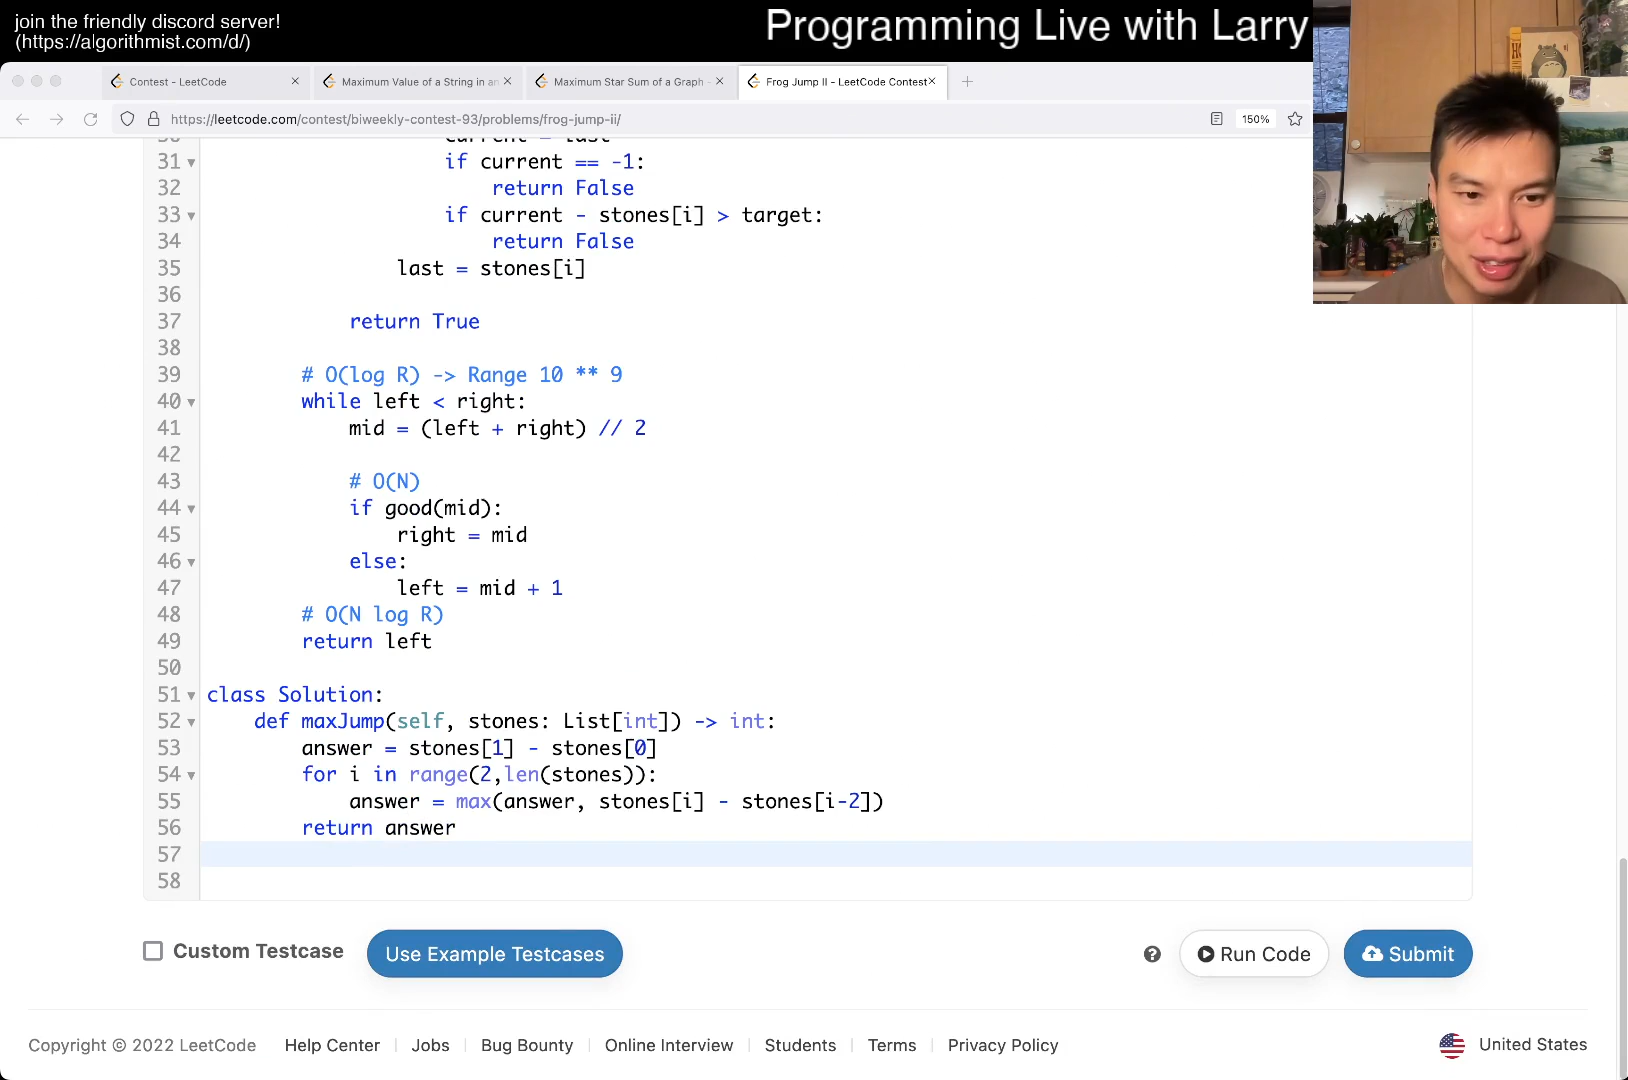 join the friendly discord server!
(https://algorithmist.com/d/)
Programming Live with Larry
Contest - LeetCode
Maximum Value of a String in an
Maximum Star Sum of a Graph -
Frog Jump II - LeetCode Contest
https://leetcode.com/contest/biweekly-contest-93/problems/frog-jump-ii/
150%
30 current = last
31 if current == -1:
32 return False
33 if current - stones[i] > target:
34 return False
35 last = stones[i]
36
37 return True
38
39 # O(log R) -> Range 10 ** 9
40 while left < right:
41 mid = (left + right) // 2
42
43 # O(N)
44 if good(mid):
45 right = mid
46 else:
47 left = mid + 1
48 # O(N log R)
49 return left
50
51 class Solution:
52 def maxJump(self, stones: List[int]) -> int:
53 answer = stones[1] - stones[0]
54 for i in range(2,len(stones)):
55 answer = max(answer, stones[i] - stones[i-2])
56 return answer
57
58
Custom Testcase
Use Example Testcases
Run Code
Submit
Copyright © 2022 LeetCode
Help Center
Jobs
Bug Bounty
Online Interview
Students
Terms
Privacy Policy
United States